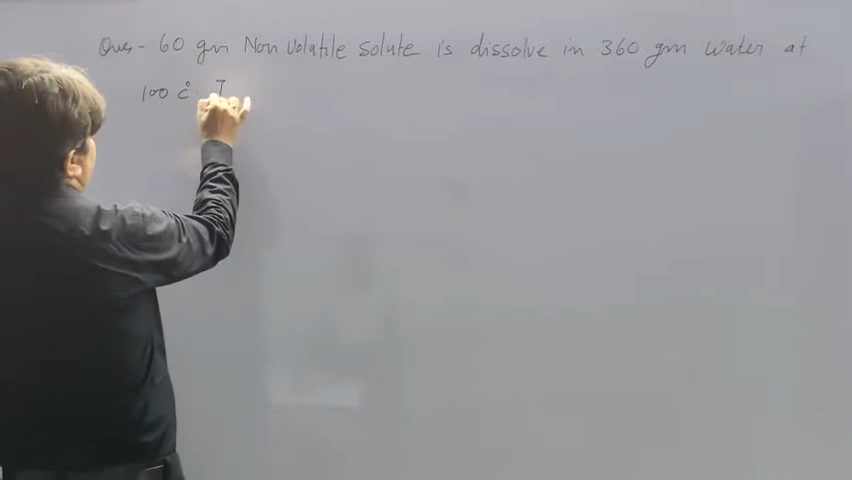 Ques - 60 gm Non volatile solute is dissolve in 360 gm water at
100 °C. I